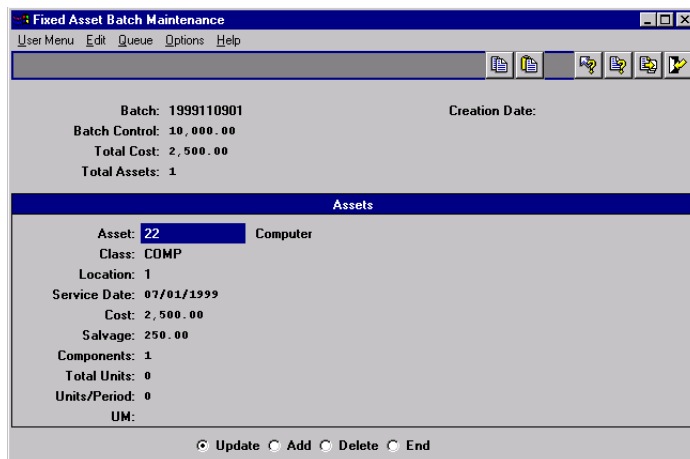 Fixed Asset Batch Maintenance
User Menu Edit Queue Options Help
Batch: 1999110901 Creation Date:
Batch Control: 10,000.00
Total Cost: 2,500.00
Total Assets: 1
Assets
Asset: 22 Computer
Class: COMP
Location: 1
Service Date: 07/01/1999
Cost: 2,500.00
Salvage: 250.00
Components: 1
Total Units: 0
Units/Period: 0
UM:
Update Add Delete End